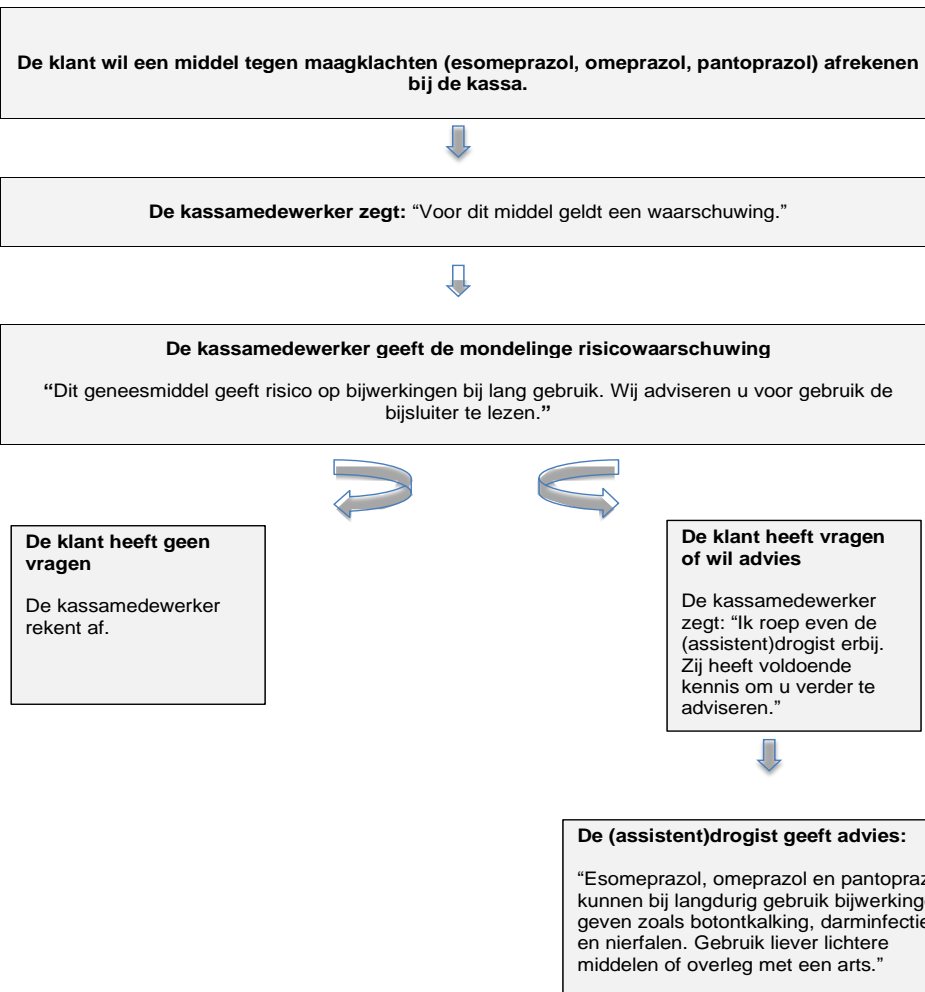 De klant wil een middel tegen maagklachten (esomeprazol, omeprazol, pantoprazol) afrekenen
bij de kassa.
De kassamedewerker zegt: “Voor dit middel geldt een waarschuwing.”
De kassamedewerker geeft de mondelinge risicowaarschuwing
“Dit geneesmiddel geeft risico op bijwerkingen bij lang gebruik. Wij adviseren u voor gebruik de
bijsluiter te lezen.”
De klant heeft geen
vragen
De kassamedewerker
rekent af.
De klant heeft vragen
of wil advies
De kassamedewerker
zegt: “Ik roep even de
(assistent)drogist erbij.
Zij heeft voldoende
kennis om u verder te
adviseren.”
De (assistent)drogist geeft advies:
“Esomeprazol, omeprazol en
kunnen bij langdurig gebruik
geven zoals botontkalking,
en nierfalen. Gebruik liever lichtere
middelen of overleg met een arts.”